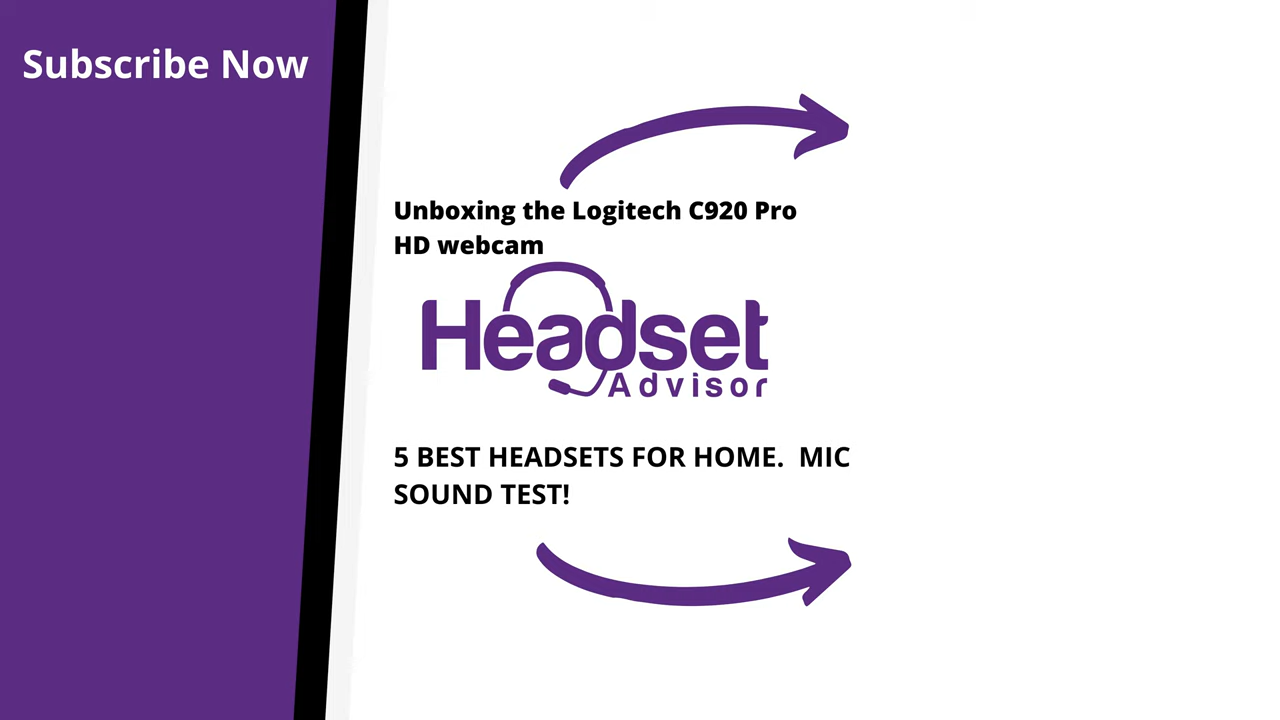 Subscribe Now
Unboxing the Logitech C920 Pro
HD webcam
Headset
Advisor
5 BEST HEADSETS FOR HOME.  MIC
SOUND TEST!